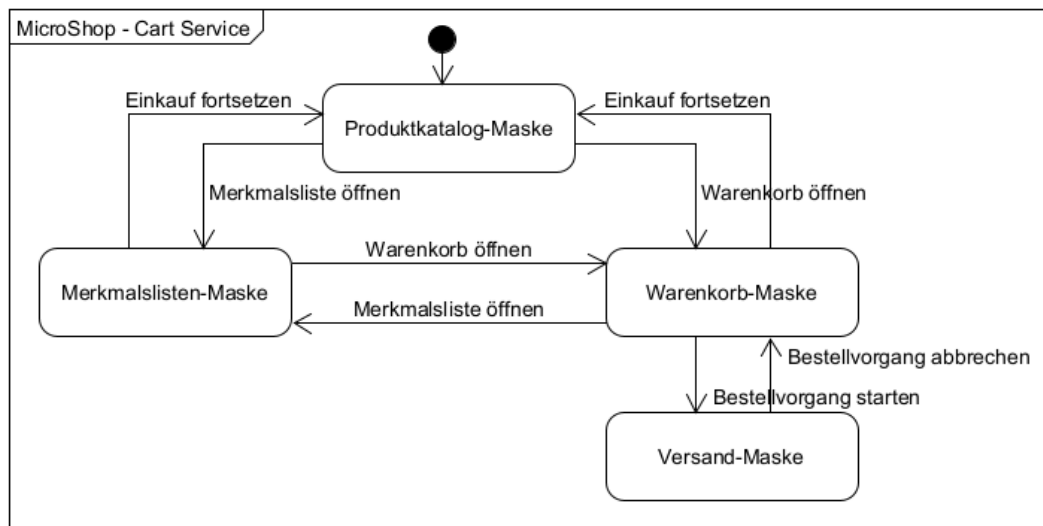 MicroShop - Cart Service
Einkauf fortsetzen
Einkauf fortsetzen
Produktkatalog-Maske
Merkmalsliste öffnen
Warenkorb öffnen
Warenkorb öffnen
Merkmalslisten-Maske
Warenkorb-Maske
Merkmalsliste öffnen
Bestellvorgang abbrechen
Bestellvorgang starten
Versand-Maske